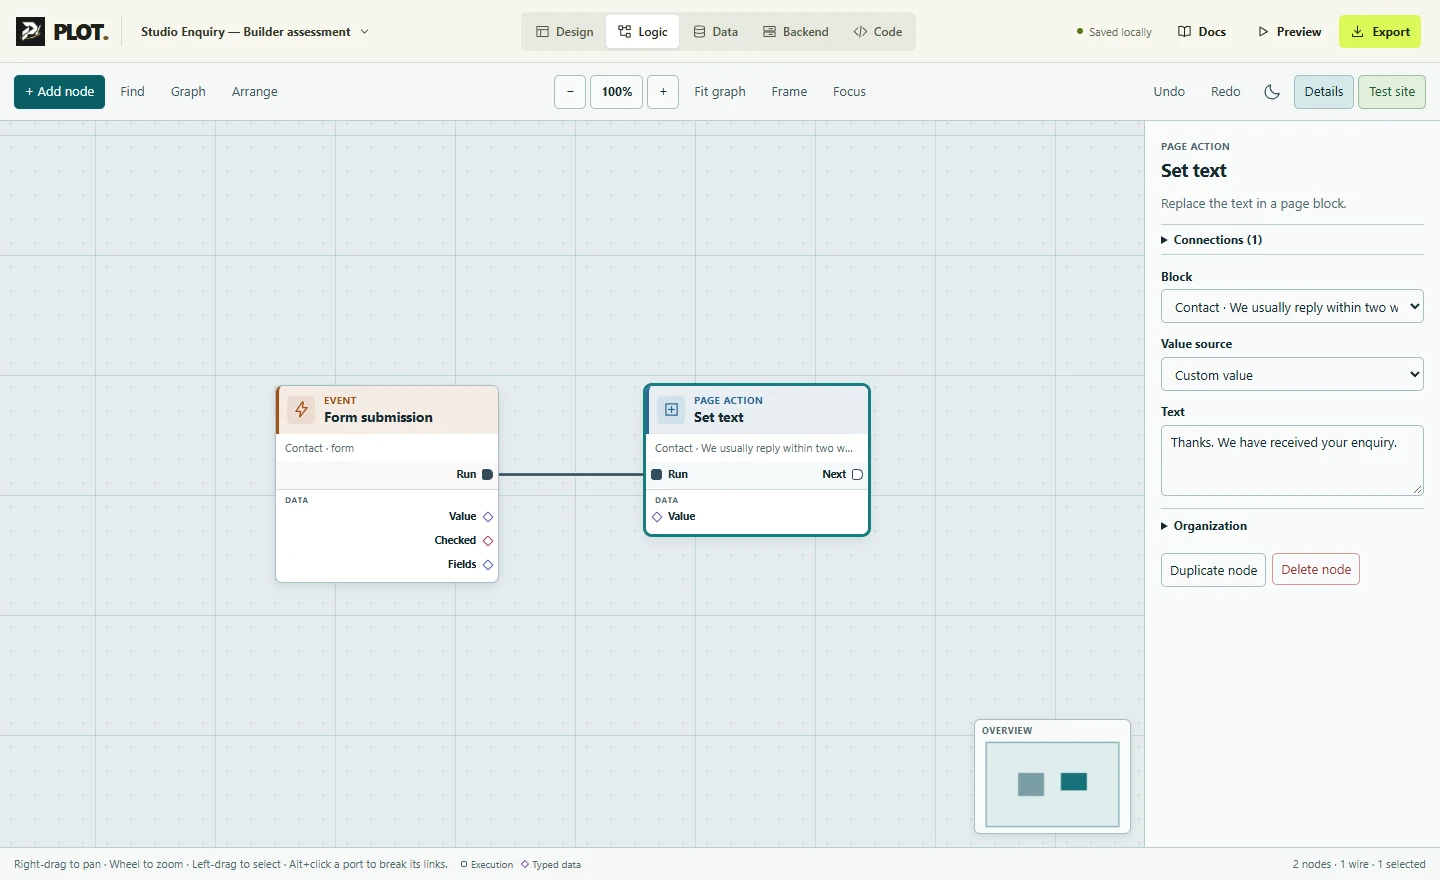 PLOT.
Studio Enquiry — Builder assessment
Design
Logic
Data
Backend
Code
Saved locally
Docs
Preview
Export
+ Add node
Find
Graph
Arrange
−
100%
+
Fit graph
Frame
Focus
Undo
Redo
Details
Test site
EVENT
Form submission
Contact · form
Run
DATA
Value
Checked
Fields
PAGE ACTION
Set text
Contact · We usually reply within two w...
Run
Next
DATA
Value
PAGE ACTION
Set text
Replace the text in a page block.
Connections (1)
Block
Contact · We usually reply within two w
Value source
Custom value
Text
Thanks. We have received your enquiry.
Organization
Duplicate node
Delete node
OVERVIEW
Right-drag to pan · Wheel to zoom · Left-drag to select · Alt+click a port to break its links.
Execution
Typed data
2 nodes · 1 wire · 1 selected